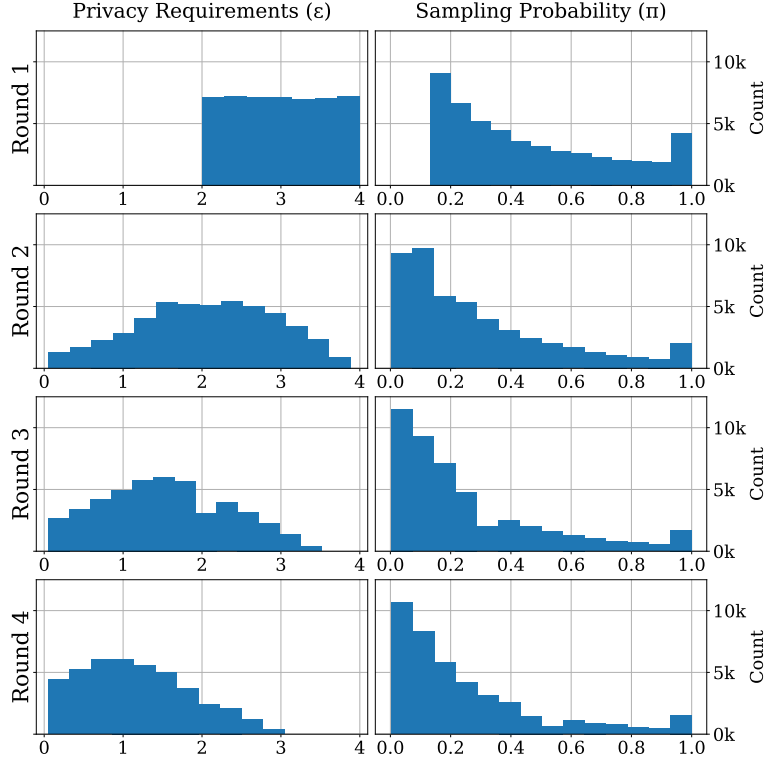 Privacy Requirements (ε) Sampling Probability (π)
Round 1
10k
5k
0k
Count
0 1 2 3 4 0.0 0.2 0.4 0.6 0.8 1.0
Round 2
10k
5k
0k
Count
0 1 2 3 4 0.0 0.2 0.4 0.6 0.8 1.0
Round 3
10k
5k
0k
Count
0 1 2 3 4 0.0 0.2 0.4 0.6 0.8 1.0
Round 4
10k
5k
0k
Count
0 1 2 3 4 0.0 0.2 0.4 0.6 0.8 1.0